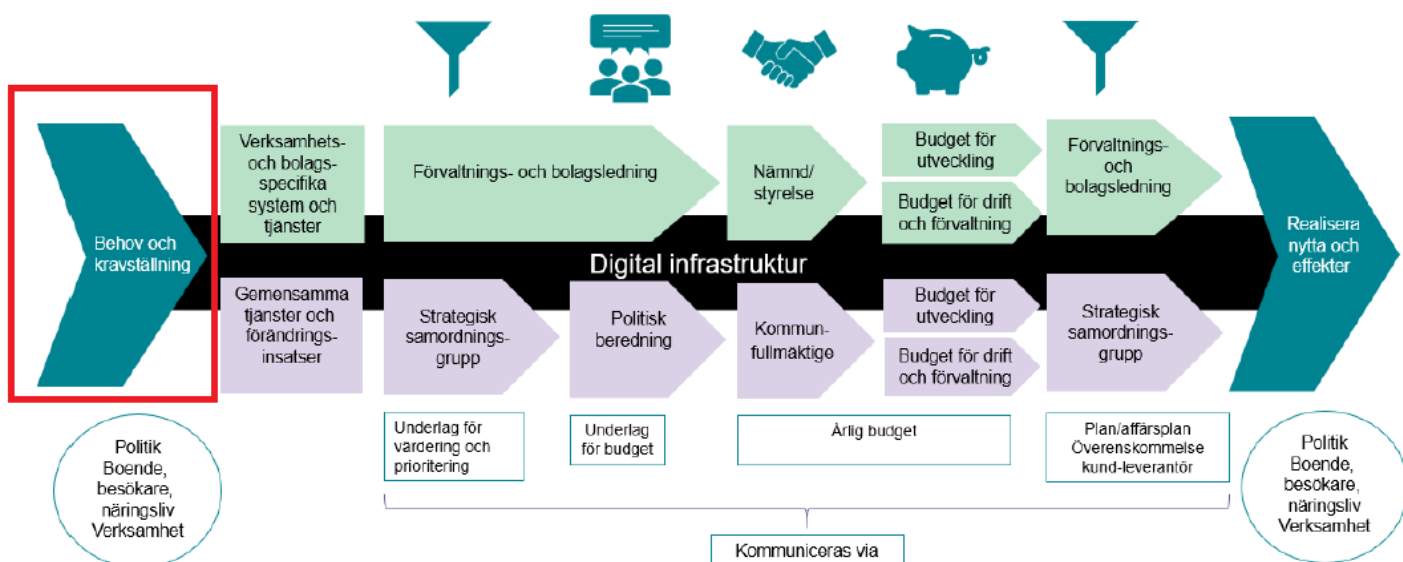 Verksamhets-
och bolags-
specifika
system och
tjänster
Förvaltnings- och bolagsledning
Nämnd/
styrelse
Budget för
utveckling
Budget för drift
och förvaltning
Förvaltnings-
och
bolagsledning
Behov och
kravställning
Digital infrastruktur
Realisera
nytta och
effekter
Gemensamma
tjänster och
förändrings-
insatser
Strategisk
samordnings-
grupp
Politisk
beredning
Kommun-
fullmäktige
Budget för
utveckling
Budget för drift
och förvaltning
Strategisk
samordnings-
grupp
Underlag för
värdering och
prioritering
Underlag
för budget
Årlig budget
Plan/affärsplan
Överenskommelse
kund-leverantör
Politik
Boende,
besökare,
näringsliv
Verksamhet
Politik
Boende,
besökare,
näringsliv
Verksamhet
Kommuniceras via